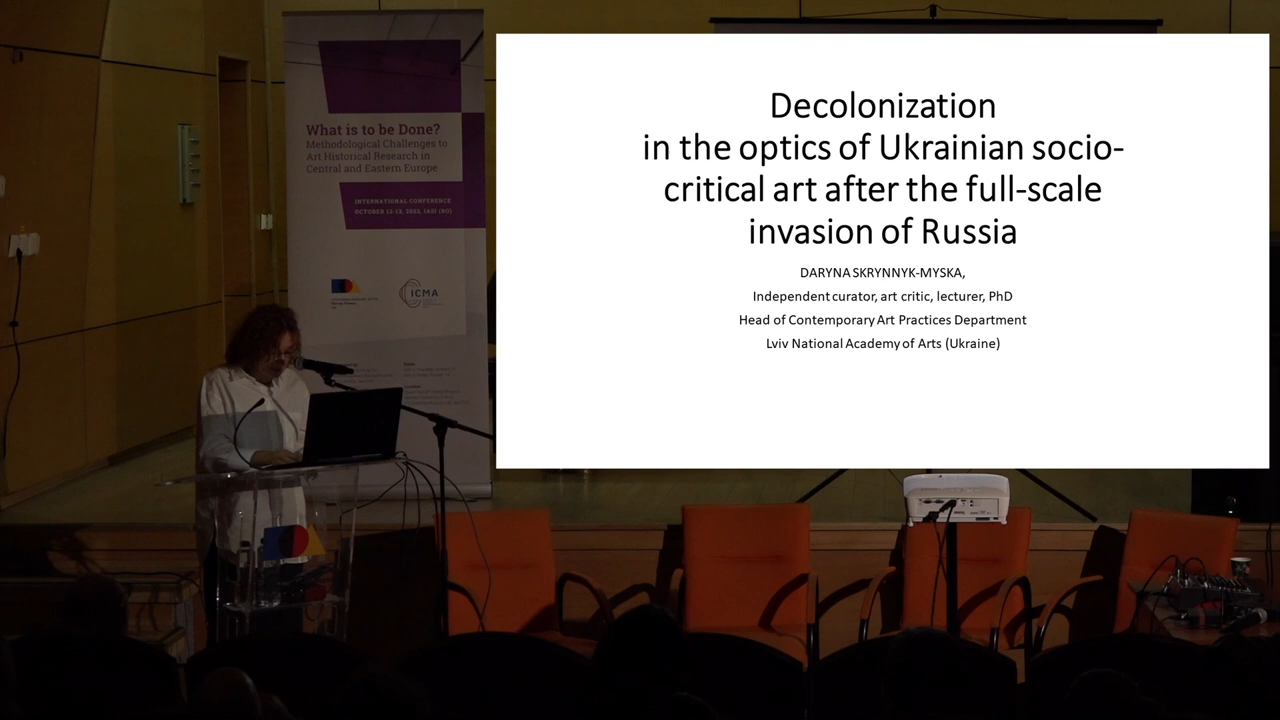 What is to be Done?
Methodological Challenges to
Art Historical Research in
Central and Eastern Europe
INTERNATIONAL CONFERENCE
ICMA
Decolonization
in the optics of Ukrainian socio-
critical art after the full-scale
invasion of Russia
DARYNA SKRYNNYK-MYSKA,
Independent curator, art critic, lecturer, PhD
Head of Contemporary Art Practices Department
Lviv National Academy of Arts (Ukraine)